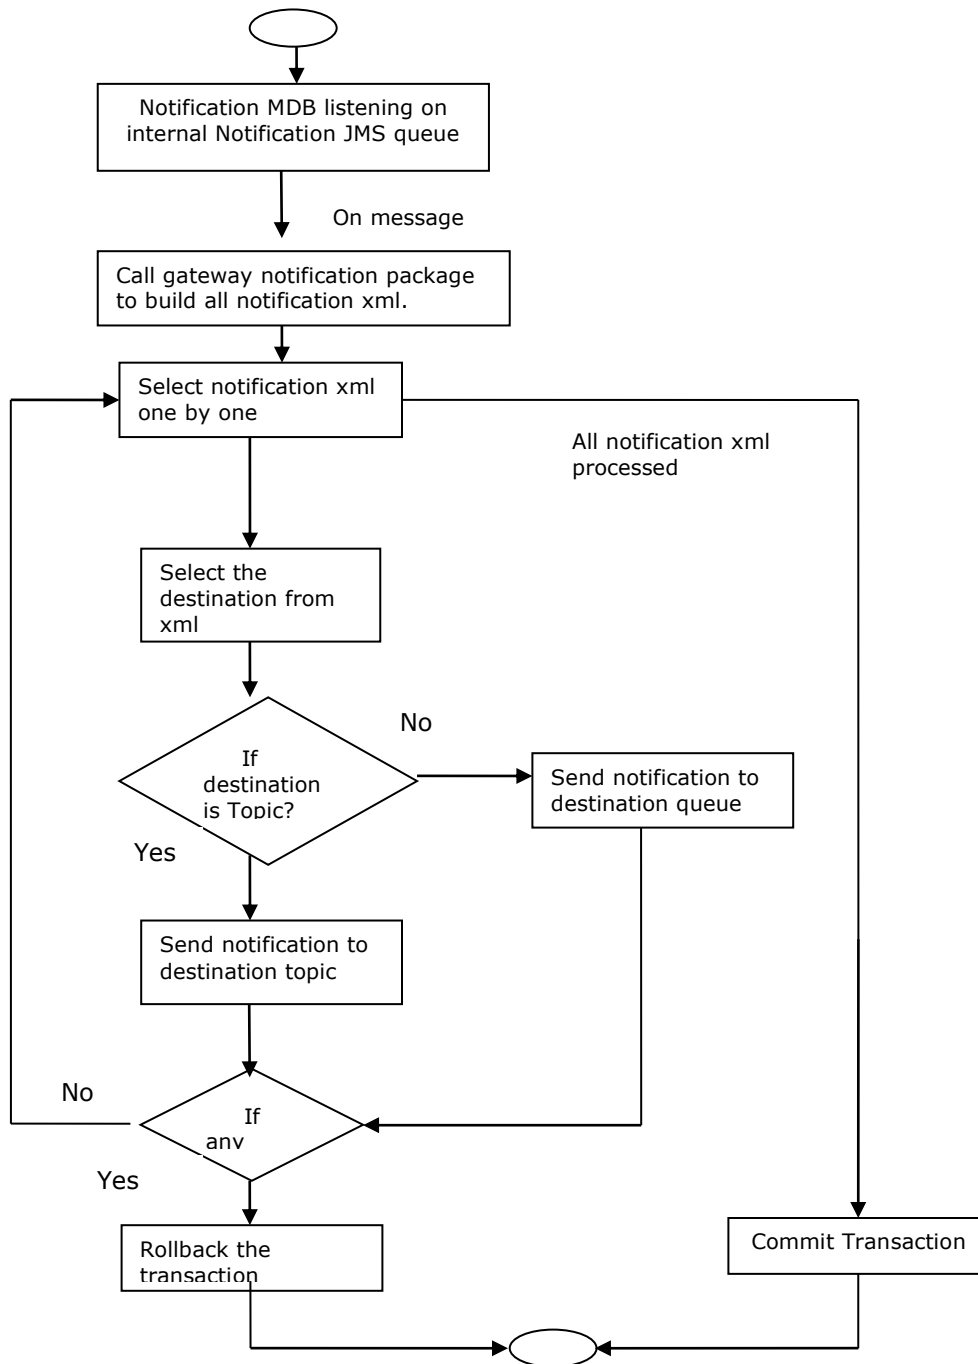 Notification MDB listening on
internal Notification JMS queue
On message
Call gateway notification package
to build all notification xml.
Select notification xml
one by one
All notification xml
processed
Select the
destination from
xml
If
destination
is Topic?
No
Send notification to
destination queue
Yes
Send notification to
destination topic
No
If
any
Yes
Rollback the
transaction
Commit Transaction